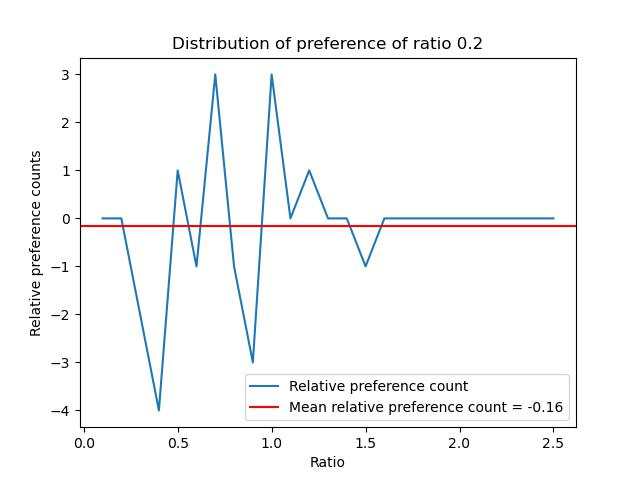 Distribution of preference of ratio 0.2
3
2
1
0
−1
−2
−3
−4
Relative preference counts
Relative preference count
Mean relative preference count = -0.16
0.0 0.5 1.0 1.5 2.0 2.5
Ratio